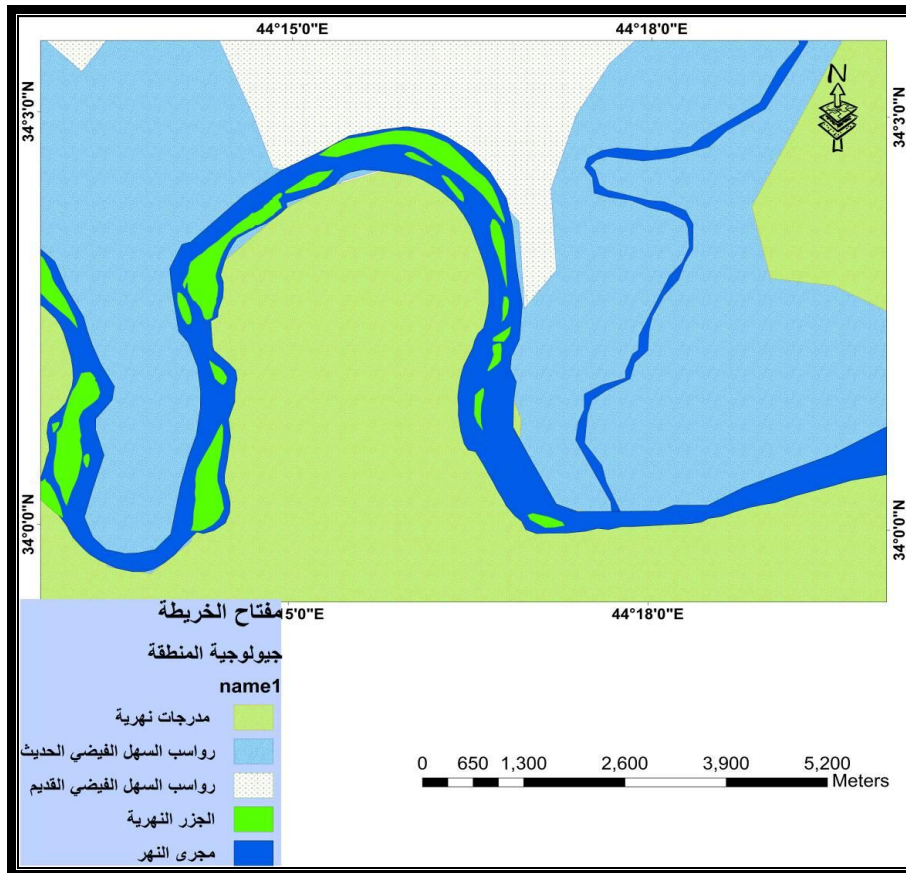 44°15'0"E
44°18'0"E
34°3'0"N
34°3'0"N
N
34°0'0"N
34°0'0"N
5'0"E
44°18'0"E
مفتاح الخريطة
جيولوجية المنطقة
name1
مدرجات نهرية
رواسب السهل الفيضي الحديث
رواسب السهل الفيضي القديم
الجزر النهرية
مجرى النهر
0 650 1,300 2,600 3,900 5,200
Meters